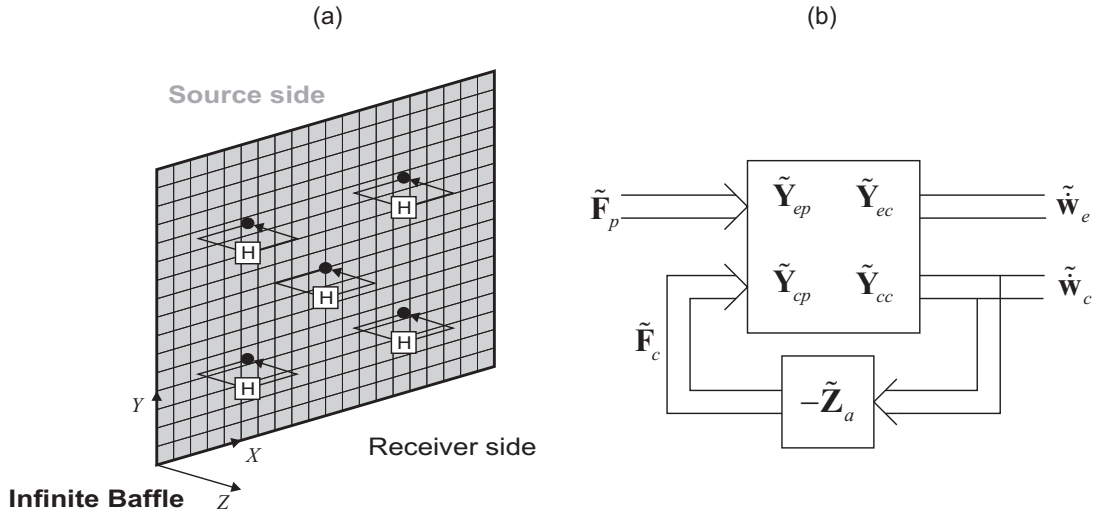 (a)
Source side
H
H
H
H
H
Y
X
Z
Infinite Baffle
Receiver side
(b)
F̃p
Ỹep Ỹec
Ỹcp Ỹcc
w̃̇e
w̃̇c
F̃c
−Z̃a